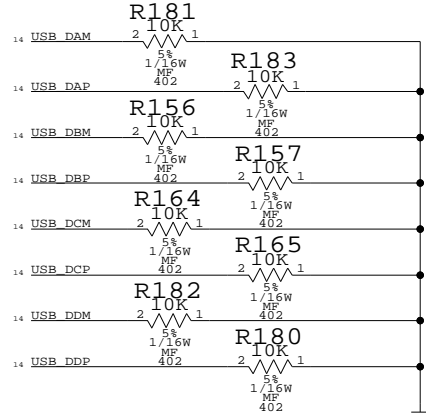 R181
10K
14 USB_DAM 2 1
5%
1/16W
MF
402
R183
10K
14 USB_DAP 2 1
5%
1/16W
MF
402
R156
10K
14 USB_DBM 2 1
5%
1/16W
MF
402
R157
10K
14 USB_DBP 2 1
5%
1/16W
MF
402
R164
10K
14 USB_DCM 2 1
5%
1/16W
MF
402
R165
10K
14 USB_DCP 2 1
5%
1/16W
MF
402
R182
10K
14 USB_DDM 2 1
5%
1/16W
MF
402
R180
10K
14 USB_DDP 2 1
5%
1/16W
MF
402